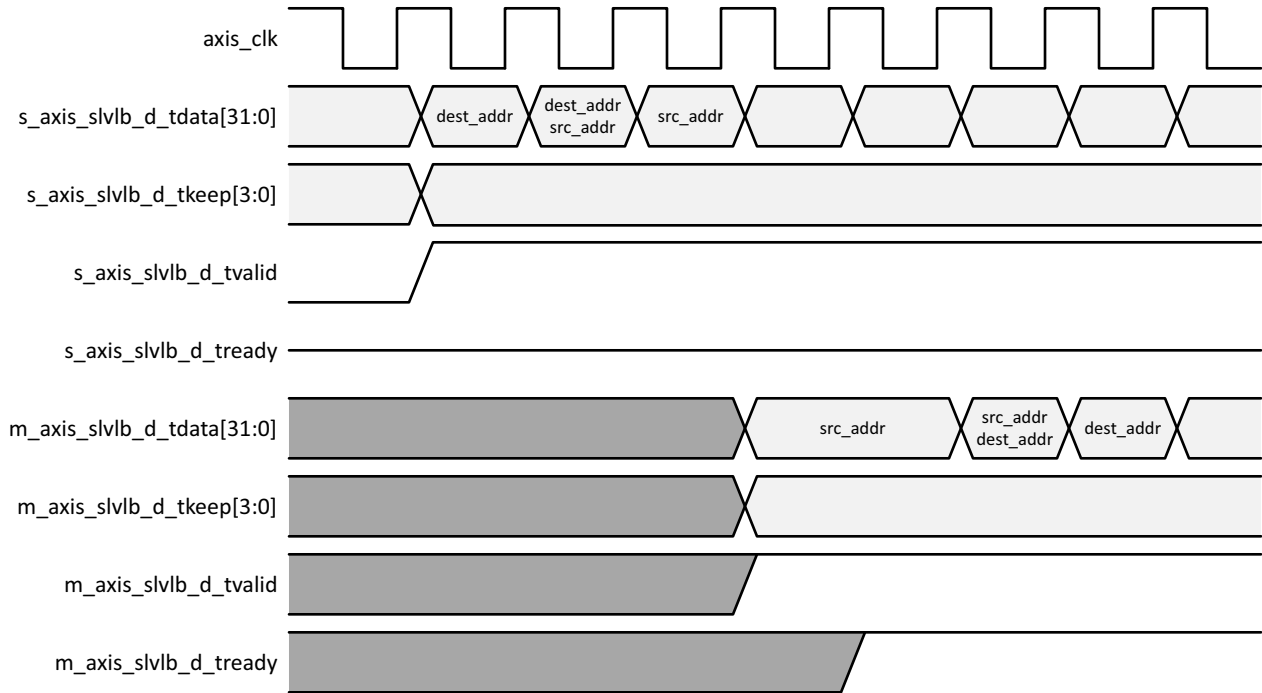 axis_clk
s_axis_slvlb_d_tdata[31:0]
dest_addr
dest_addr
src_addr
src_addr
s_axis_slvlb_d_tkeep[3:0]
s_axis_slvlb_d_tvalid
s_axis_slvlb_d_tready
m_axis_slvlb_d_tdata[31:0]
src_addr
src_addr
dest_addr
dest_addr
m_axis_slvlb_d_tkeep[3:0]
m_axis_slvlb_d_tvalid
m_axis_slvlb_d_tready